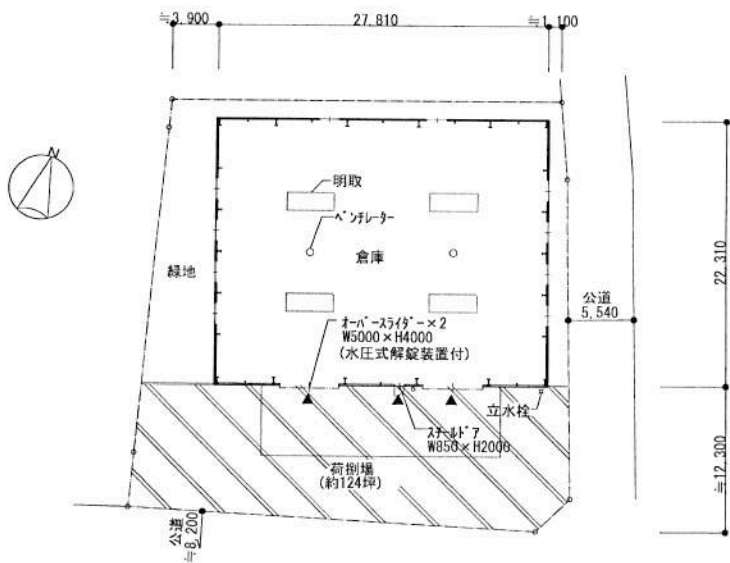 ≒3,900
27,810
≒1,100
N
明取
ベンチレーター
倉庫
緑地
オーバースライダー×2
W5000×H4000
(水圧式解錠装置付)
公道
5,540
22,310
立水栓
スチールドア
W850×H2000
荷捌場
(約124坪)
≒12,300
公道
≒8,200